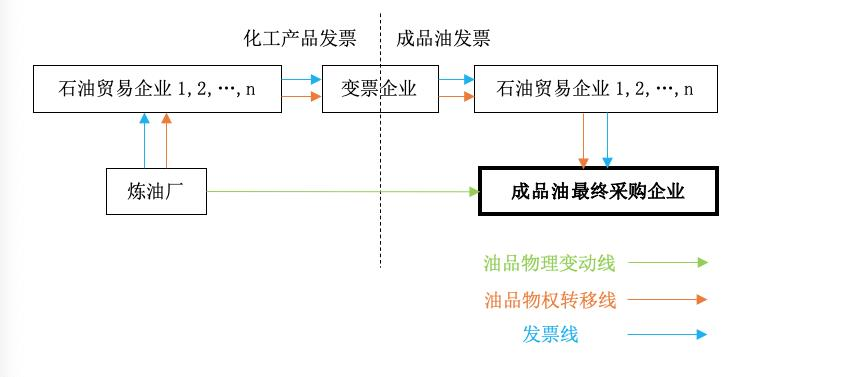 化工产品发票
成品油发票
石油贸易企业 1,2,…,n
变票企业
石油贸易企业 1,2,…,n
炼油厂
成品油最终采购企业
油品物理变动线
油品物权转移线
发票线